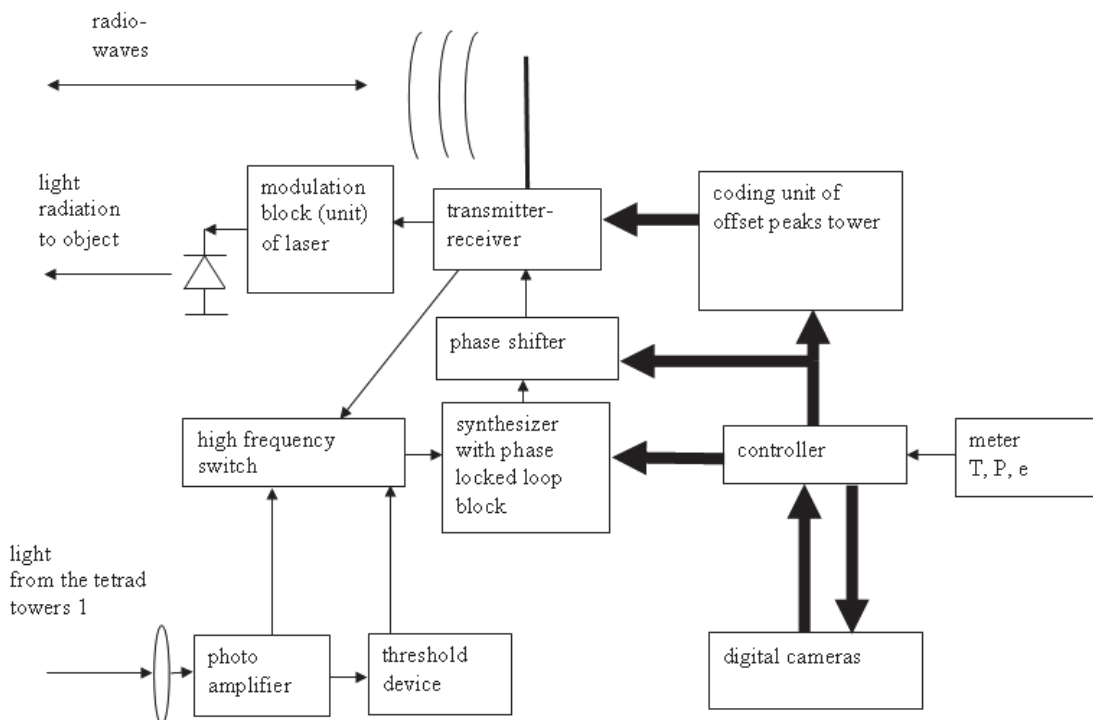 radio-
waves
light
radiation
to object
modulation
block (unit)
of laser
transmitter-
receiver
coding unit of
offset peaks tower
phase shifter
high frequency
switch
synthesizer
with phase
locked loop
block
controller
meter
T, P, e
light
from the tetrad
towers 1
photo
amplifier
threshold
device
digital cameras